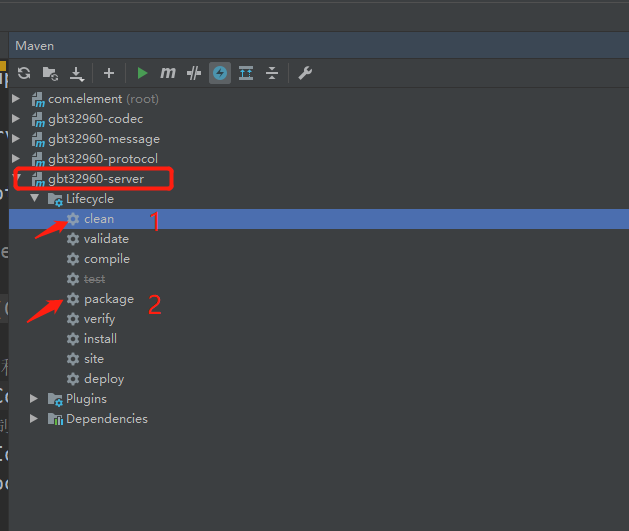 Maven
com.element (root)
gbt32960-codec
gbt32960-message
gbt32960-protocol
gbt32960-server
Lifecycle
clean 1
validate
compile
test
package 2
verify
install
site
deploy
Plugins
Dependencies